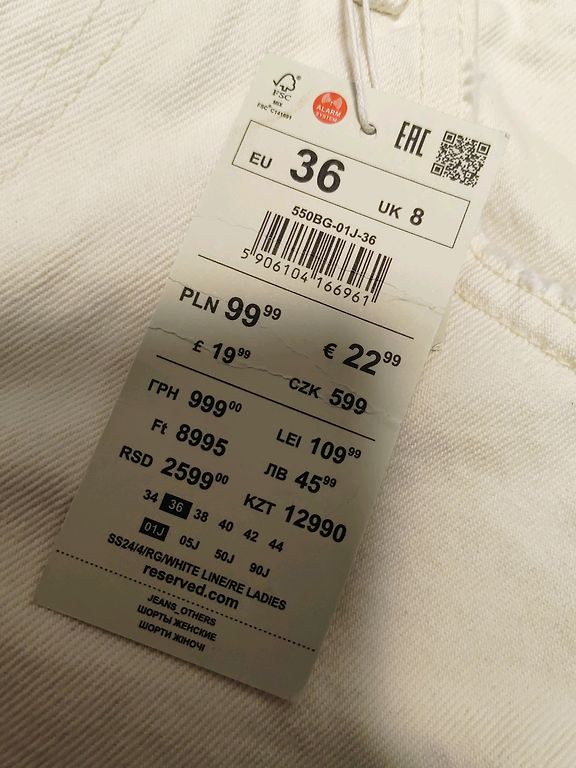 FSC
MIX
FSC® C141691
ALARM
SYSTEM
EAC
EU 36 UK 8
550BG-01J-36
5 906104 166961
PLN 99 99
€ 22 99
£ 19 99
CZK 599
ГРН 999 00
LEI 109 99
Ft 8995
ЛВ 45 99
RSD 2599 00
KZT 12990
34 36 38 40 42 44
01J 05J 50J 90J
SS24/4/RG/WHITE LINE/RE LADIES
reserved.com
JEANS_OTHERS
ШОРТЫ ЖЕНСКИЕ
ШОРТИ ЖІНОЧІ